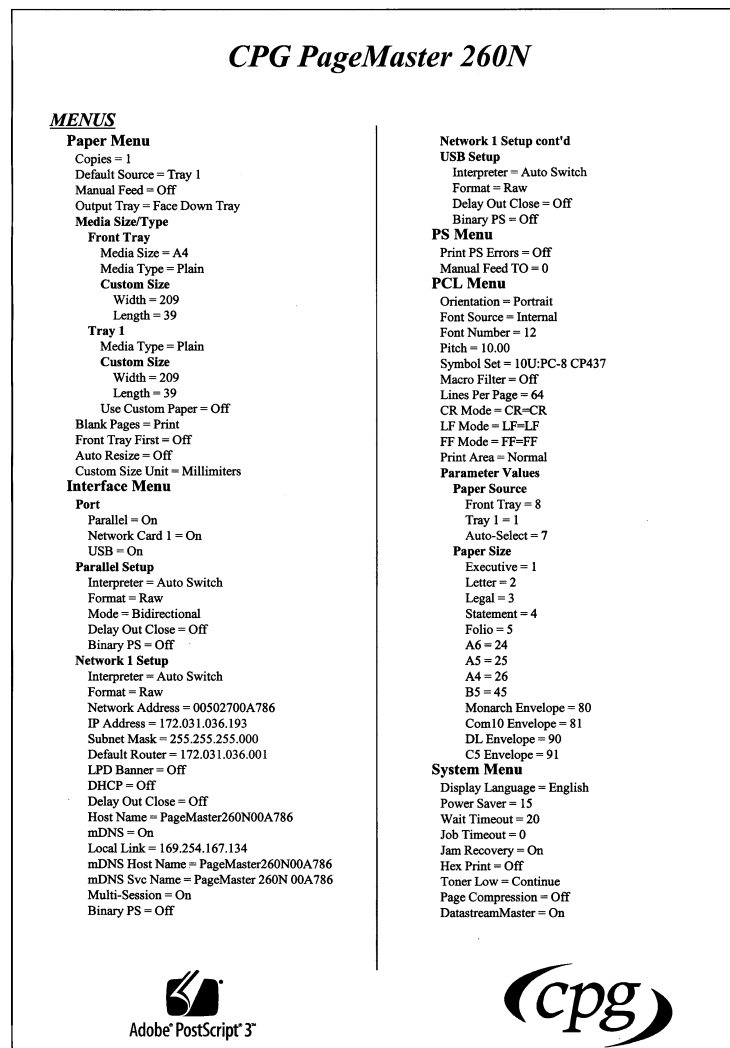 CPG PageMaster 260N
MENUS
Paper Menu
Copies = 1
Default Source = Tray 1
Manual Feed = Off
Output Tray = Face Down Tray
Media Size/Type
Front Tray
Media Size = A4
Media Type = Plain
Custom Size
Width = 209
Length = 39
Tray 1
Media Type = Plain
Custom Size
Width = 209
Length = 39
Use Custom Paper = Off
Blank Pages = Print
Front Tray First = Off
Auto Resize = Off
Custom Size Unit = Millimeters
Interface Menu
Port
Parallel = On
Network Card 1 = On
USB = On
Parallel Setup
Interpreter = Auto Switch
Format = Raw
Mode = Bidirectional
Delay Out Close = Off
Binary PS = Off
Network 1 Setup
Interpreter = Auto Switch
Format = Raw
Network Address = 00502700A786
IP Address = 172.031.036.193
Subnet Mask = 255.255.255.000
Default Router = 172.031.036.001
LPD Banner = Off
DHCP = Off
Delay Out Close = Off
Host Name = PageMaster260N00A786
mDNS = On
Local Link = 169.254.167.134
mDNS Host Name = PageMaster260N00A786
mDNS Svc Name = PageMaster 260N 00A786
Multi-Session = On
Binary PS = Off
Network 1 Setup cont'd
USB Setup
Interpreter = Auto Switch
Format = Raw
Delay Out Close = Off
Binary PS = Off
PS Menu
Print PS Errors = Off
Manual Feed TO = 0
PCL Menu
Orientation = Portrait
Font Source = Internal
Font Number = 12
Pitch = 10.00
Symbol Set = 10U:PC-8 CP437
Macro Filter = Off
Lines Per Page = 64
CR Mode = CR=CR
LF Mode = LF=LF
FF Mode = FF=FF
Print Area = Normal
Parameter Values
Paper Source
Front Tray = 8
Tray 1 = 1
Auto-Select = 7
Paper Size
Executive = 1
Letter = 2
Legal = 3
Statement = 4
Folio = 5
A6 = 24
A5 = 25
A4 = 26
B5 = 45
Monarch Envelope = 80
Com10 Envelope = 81
DL Envelope = 90
C5 Envelope = 91
System Menu
Display Language = English
Power Saver = 15
Wait Timeout = 20
Job Timeout = 0
Jam Recovery = On
Hex Print = Off
Toner Low = Continue
Page Compression = Off
DatastreamMaster = On
Adobe® PostScript® 3™
cpg